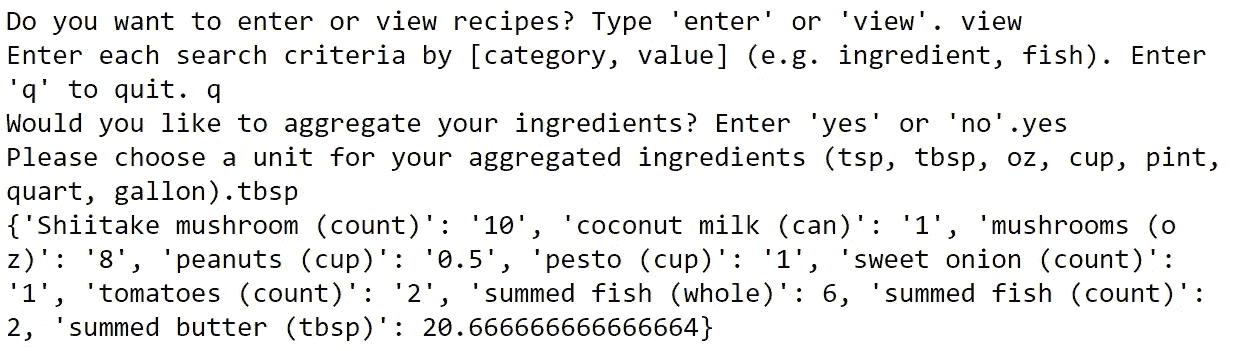 Do you want to enter or view recipes? Type 'enter' or 'view'. view
Enter each search criteria by [category, value] (e.g. ingredient, fish). Enter
'q' to quit. q
Would you like to aggregate your ingredients? Enter 'yes' or 'no'.yes
Please choose a unit for your aggregated ingredients (tsp, tbsp, oz, cup, pint,
quart, gallon).tbsp
{'Shiitake mushroom (count)': '10', 'coconut milk (can)': '1', 'mushrooms (o
z)': '8', 'peanuts (cup)': '0.5', 'pesto (cup)': '1', 'sweet onion (count)':
'1', 'tomatoes (count)': '2', 'summed fish (whole)': 6, 'summed fish (count)':
2, 'summed butter (tbsp)': 20.666666666666664}